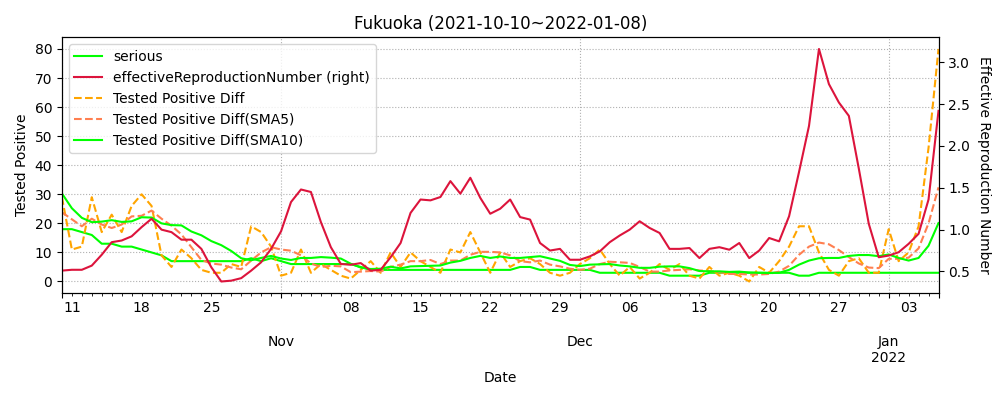 Fukuoka (2021-10-10~2022-01-08)
serious
effectiveReproductionNumber (right)
Tested Positive Diff
Tested Positive Diff(SMA5)
Tested Positive Diff(SMA10)
Tested Positive
80
70
60
50
40
30
20
10
0
Effective Reproduction Number
3.0
2.5
2.0
1.5
1.0
0.5
11 18 25 08 15 22 29 06 13 20 27 03
Nov Dec Jan
2022
Date